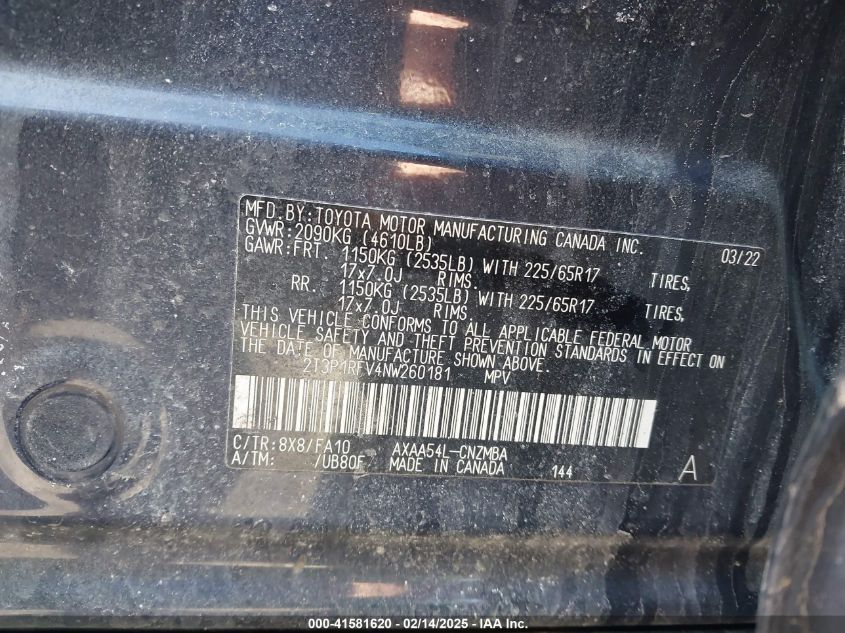 MFD.BY:TOYOTA MOTOR MANUFACTURING CANADA INC. 03/22
GVWR:2090KG (4610LB)
GAWR:FRT. 1150KG (2535LB) WITH 225/65R17 TIRES,
17x7.0J RIMS.
RR. 1150KG (2535LB) WITH 225/65R17 TIRES,
17x7.0J RIMS.
THIS VEHICLE CONFORMS TO ALL APPLICABLE FEDERAL MOTOR
VEHICLE SAFETY AND THEFT PREVENTION STANDARDS IN EFFECT ON
THE DATE OF MANUFACTURE SHOWN ABOVE.
2T3P1RFV4NW260181 MPV
C/TR:8X8/FA10 AXAA54L-CNZMBA
A/TM: /UB80F MADE IN CANADA 144 A
000-41581620 - 02/14/2025 - IAA Inc.